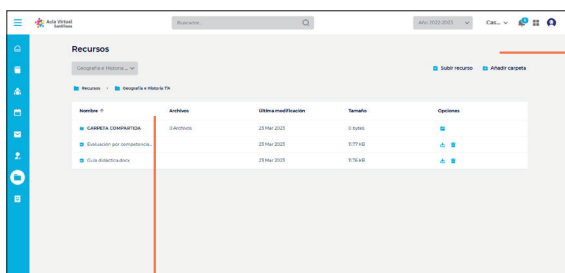 Aula Virtual
Santillana
Buscador...
Año 2022-2023
Cas...
Recursos
Geografía e Historia ...
Subir recurso
Añadir carpeta
Recursos > Geografía e Historia 1ºA
Nombre ↑ Archivos Última modificación Tamaño Opciones
CARPETA COMPARTIDA 0 Archivos 23 Mar 2023 0 bytes
Evaluación por competencia... 23 Mar 2023 11.77 KB
Guía didáctica.docx 23 Mar 2023 11.76 KB